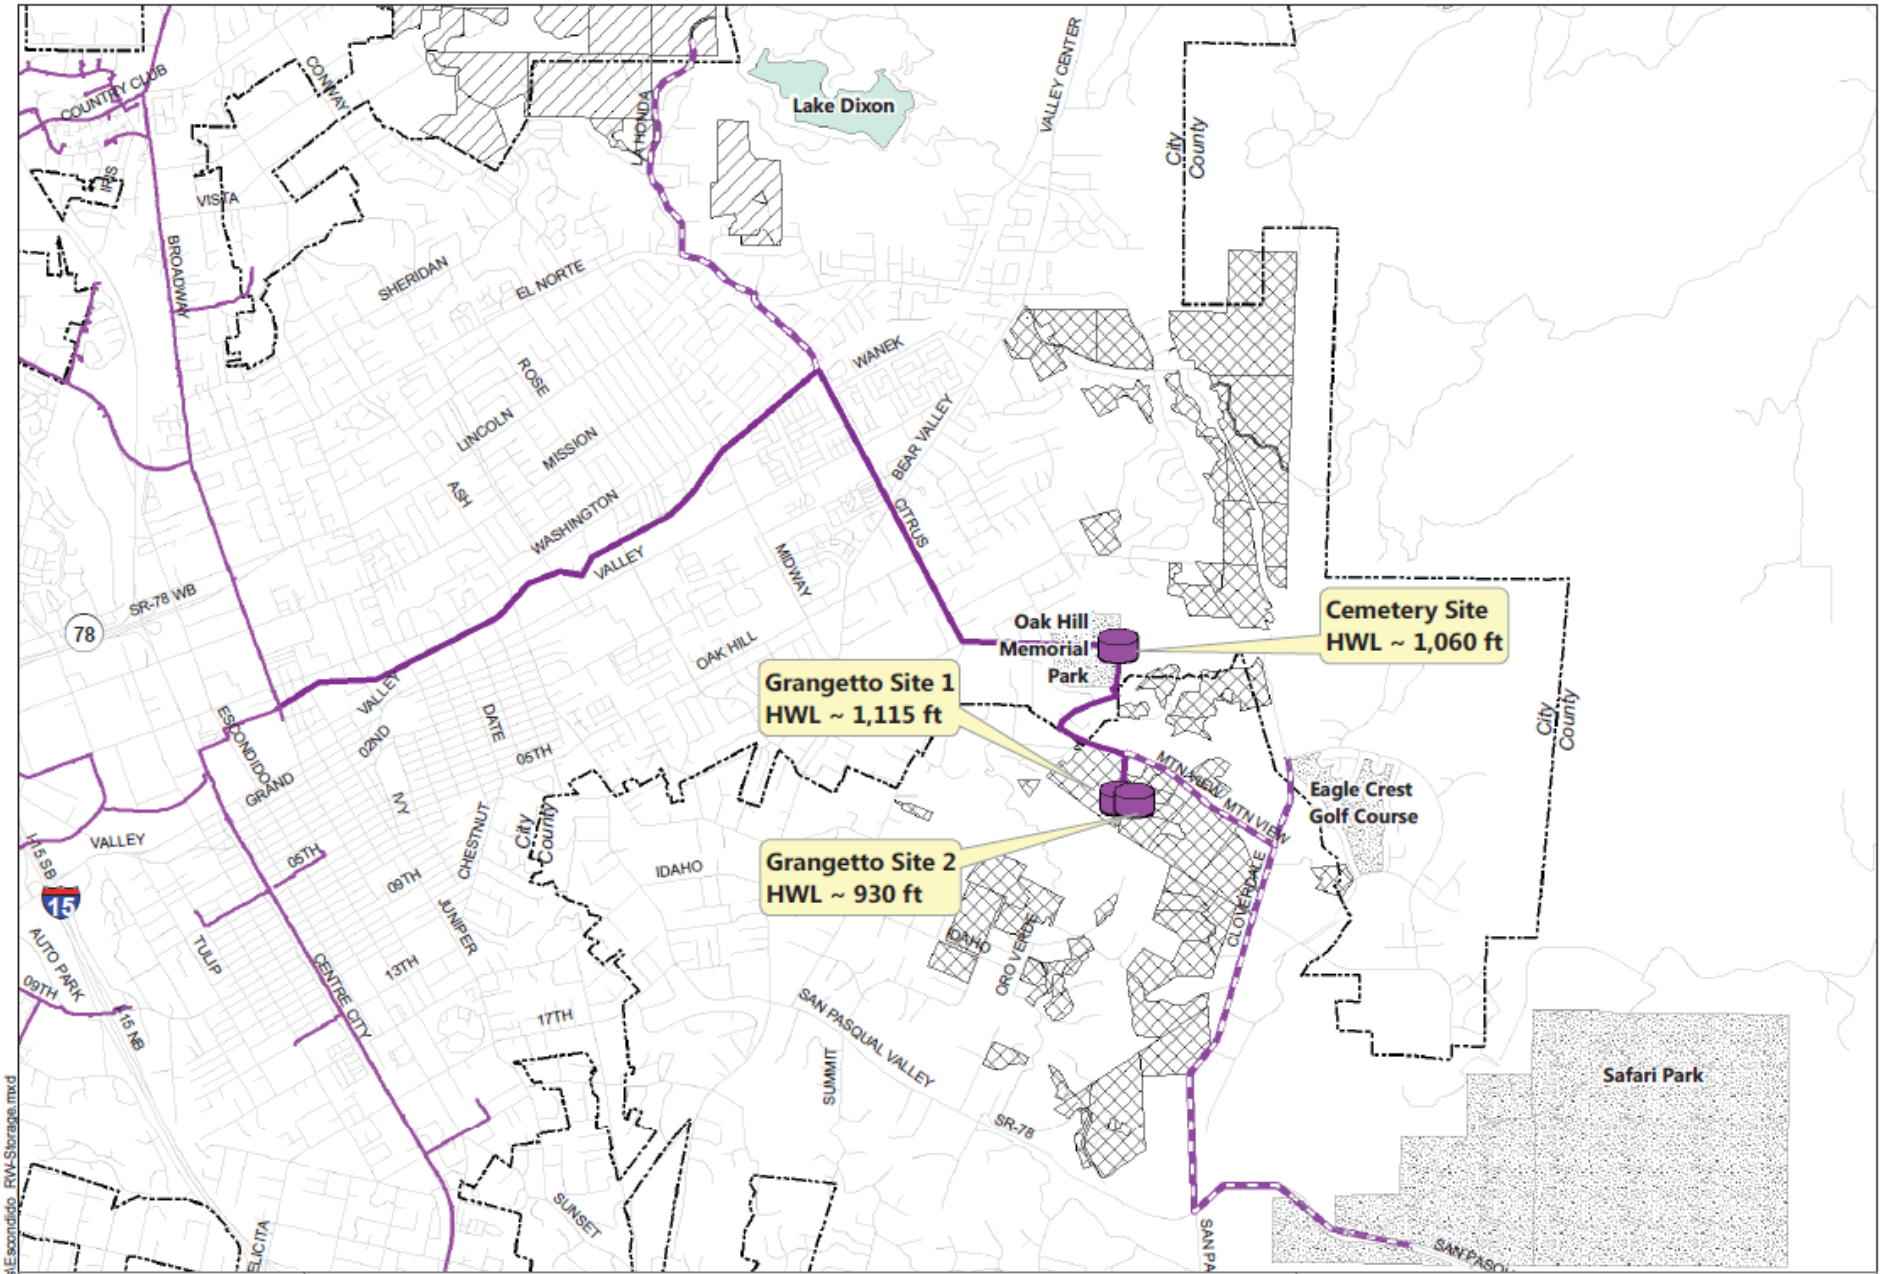 COUNTRY CLUB
CONWAY
LA HONDA
Lake Dixon
VALLEY CENTER
City
County
IRIS
VISTA
BROADWAY
SHERIDAN
EL NORTE
WANEK
ROSE
LINCOLN
MISSION
BEAR VALLEY
ASH
WASHINGTON
CITRUS
VALLEY
MIDWAY
SR-78 WB
78
Oak Hill
Memorial
Park
Cemetery Site
HWL ~ 1,060 ft
OAK HILL
Grangetto Site 1
HWL ~ 1,115 ft
VALLEY
ESCONDIDO
02ND
DATE
05TH
City
County
GRAND
IVY
MTN VIEW
MTN VIEW
Eagle Crest
Golf Course
VALLEY
I-15 SB
05TH
CHESTNUT
City
County
09TH
IDAHO
Grangetto Site 2
HWL ~ 930 ft
CLOVERDALE
15
AUTO PARK
TULIP
JUNIPER
IDAHO
ORO VERDE
09TH
I-15 NB
CENTRE CITY
13TH
17TH
SAN PASQUAL VALLEY
SUMMIT
SR-78
Safari Park
SUNSET
ELICITA
SAN PA
SAN PASQU
AEscondido_RW-Storage.mxd